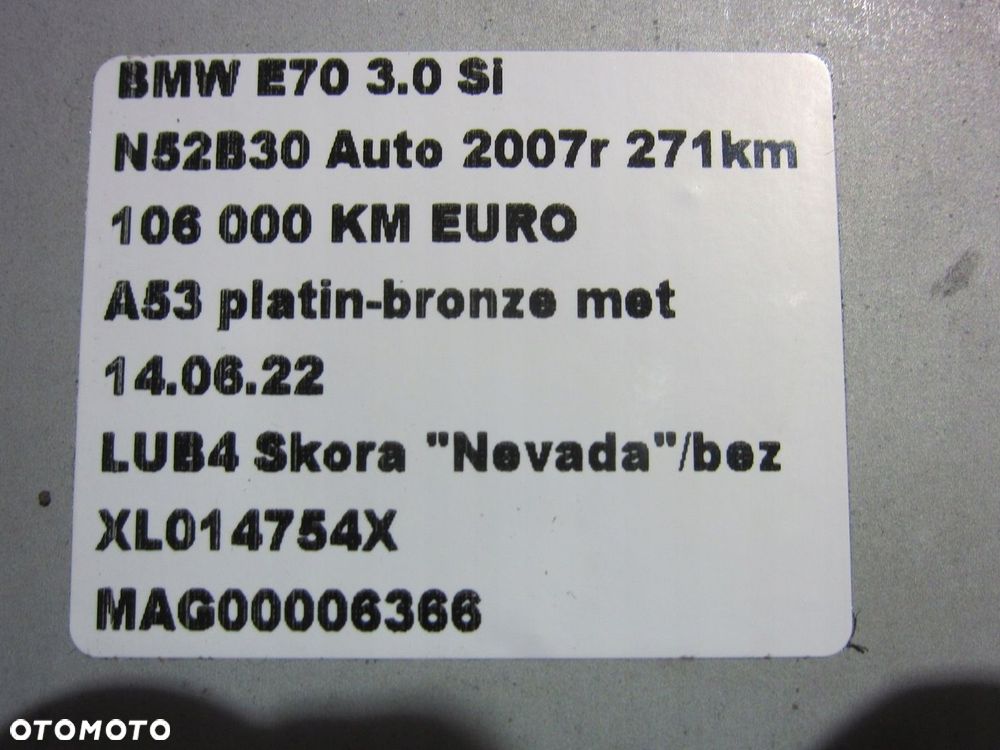 BMW E70 3.0 Si
N52B30 Auto 2007r 271km
106 000 KM EURO
A53 platin-bronze met
14.06.22
LUB4 Skora "Nevada"/bez
XL014754X
MAG00006366
OTOMOTO